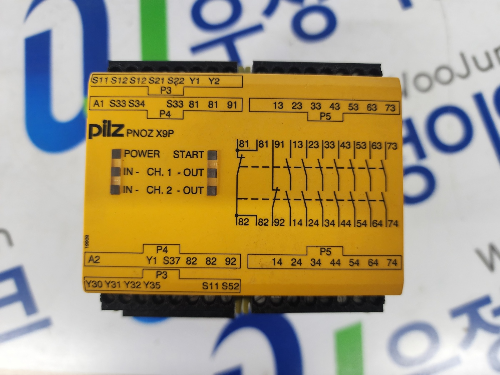 S11 S12 S12 S21 S22 Y1 Y2
P3
A1 S33 S34 S33 81 81 91
P4
13 23 33 43 53 63 73
P5
pilz PNOZ X9P
POWER START
IN - CH. 1 - OUT
IN - CH. 2 - OUT
81 81 91 13 23 33 43 53 63 73
82 82 92 14 24 34 44 54 64 74
P4
A2 Y1 S37 82 82 92
P3
Y30 Y31 Y32 Y35 S11 S52
P5
14 24 34 44 54 64 74
우정
WooJun